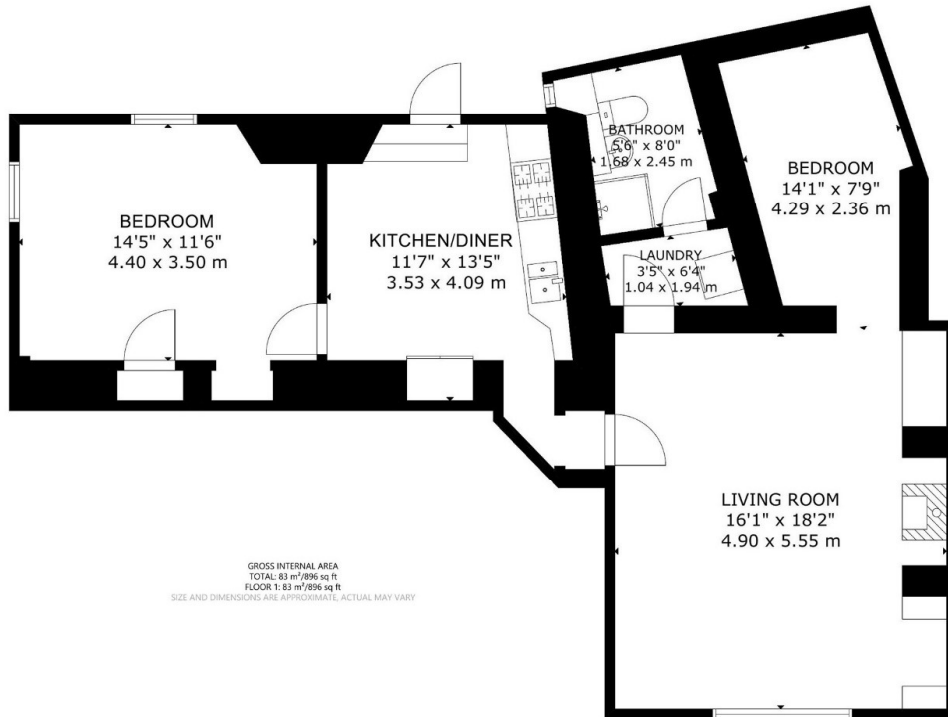 BATHROOM
5'6" x 8'0"
1.68 x 2.45 m
BEDROOM
14'1" x 7'9"
4.29 x 2.36 m
BEDROOM
14'5" x 11'6"
4.40 x 3.50 m
KITCHEN/DINER
11'7" x 13'5"
3.53 x 4.09 m
LAUNDRY
3'5" x 6'4"
1.04 x 1.94 m
LIVING ROOM
16'1" x 18'2"
4.90 x 5.55 m
GROSS INTERNAL AREA
TOTAL: 83 m²/896 sq ft
FLOOR 1: 83 m²/896 sq ft
SIZE AND DIMENSIONS ARE APPROXIMATE, ACTUAL MAY VARY